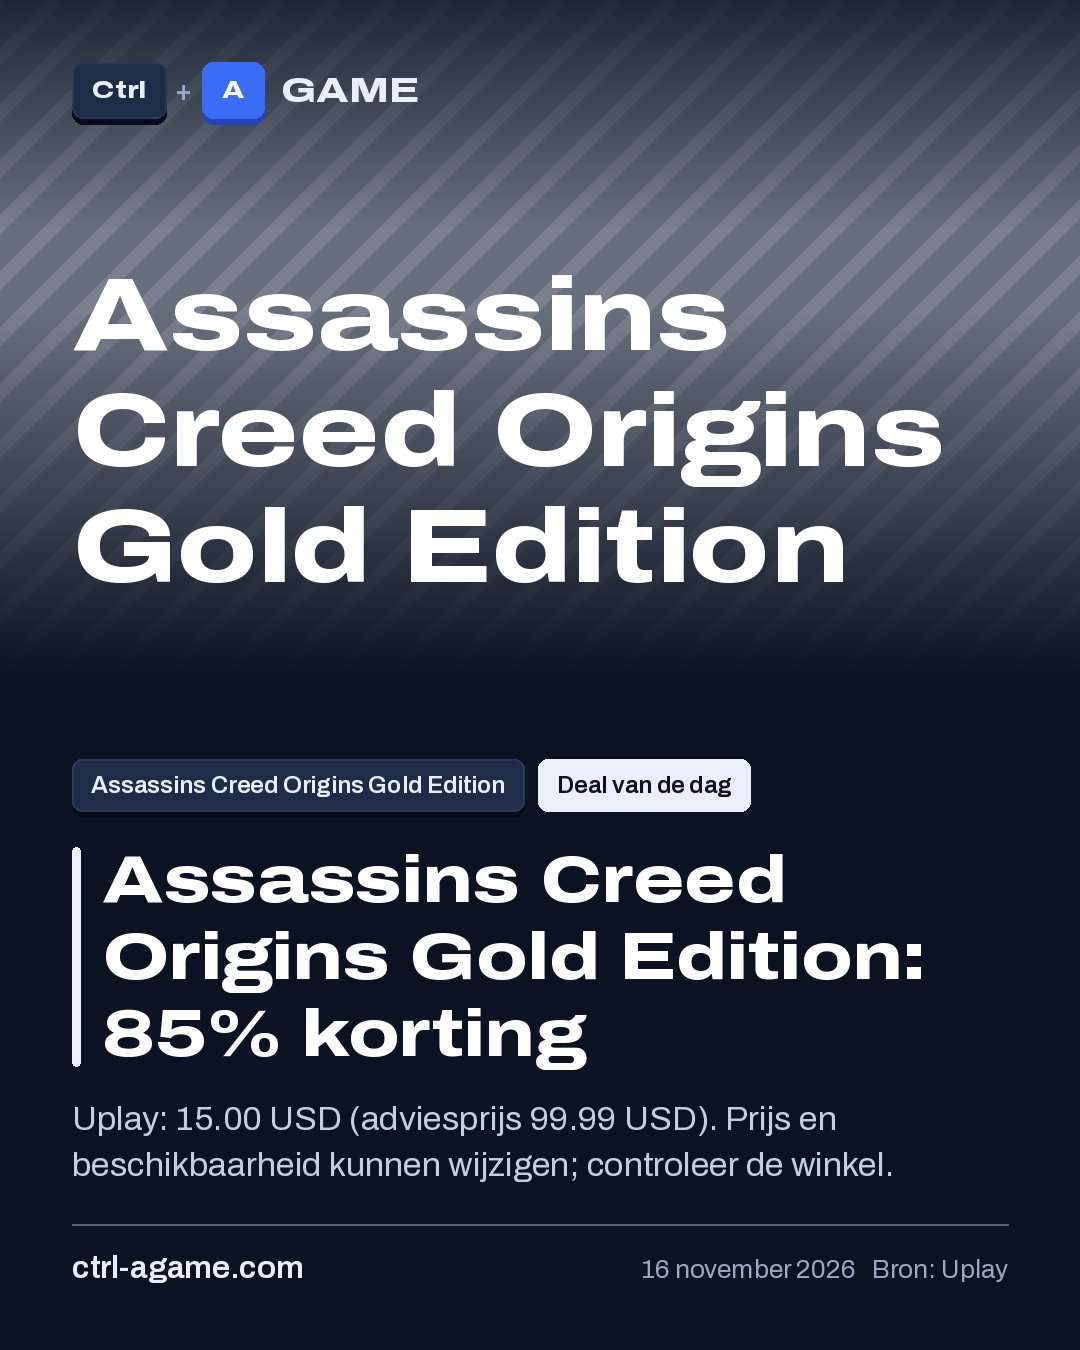 Ctrl + A GAME
Assassins
Creed Origins
Gold Edition
Assassins Creed Origins Gold Edition
Deal van de dag
Assassins Creed
Origins Gold Edition:
85% korting
Uplay: 15.00 USD (adviesprijs 99.99 USD). Prijs en
beschikbaarheid kunnen wijzigen; controleer de winkel.
ctrl-agame.com
16 november 2026 Bron: Uplay